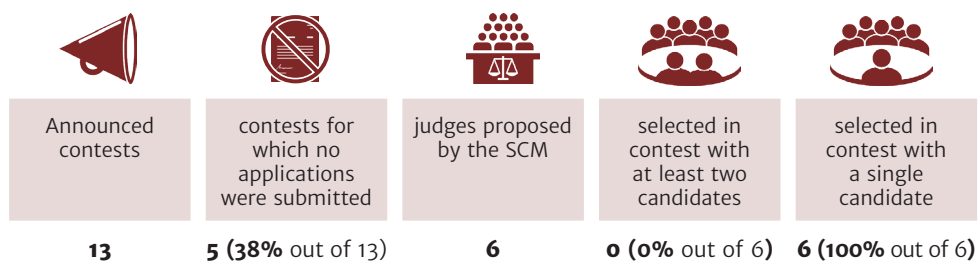 Announced
contests
contests for
which no
applications
were submitted
judges proposed
by the SCM
selected in
contest with
at least two
candidates
selected in
contest with
a single
candidate
13
5 (38% out of 13)
6
0 (0% out of 6)
6 (100% out of 6)